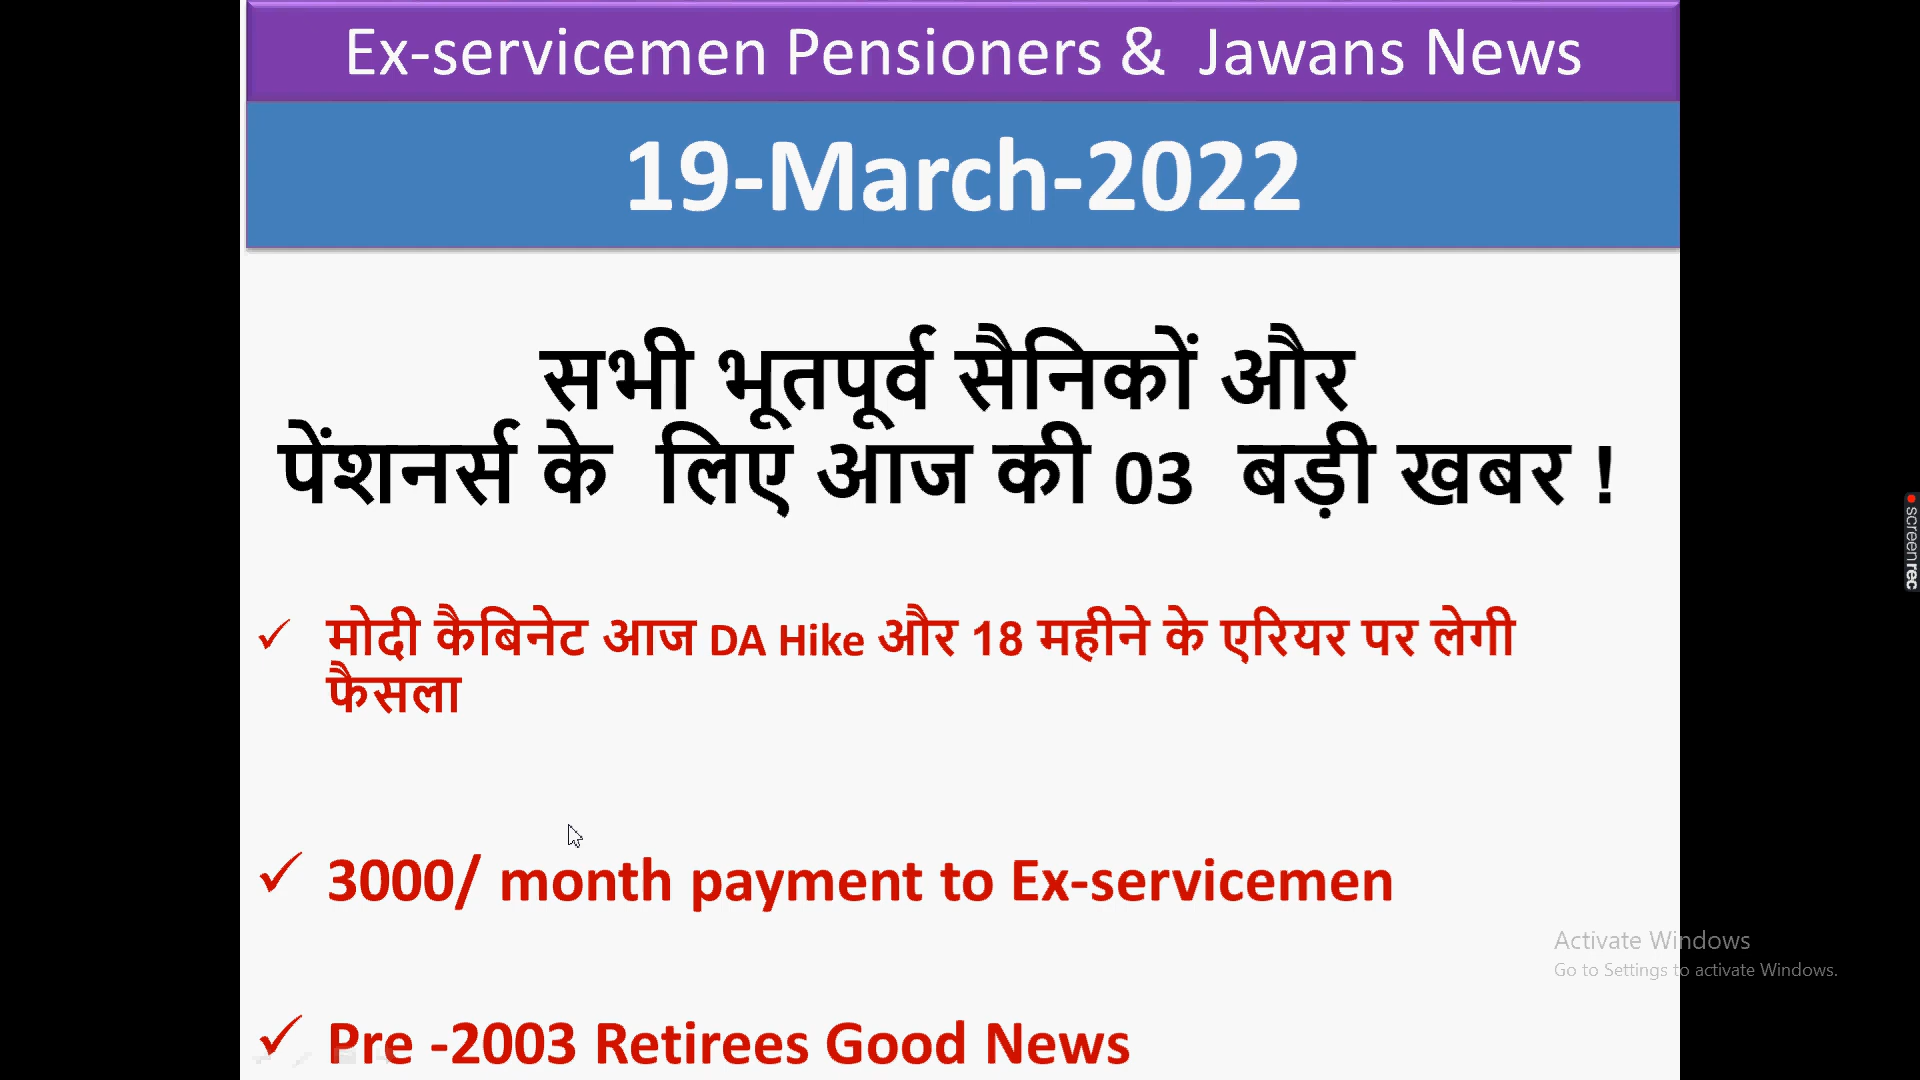 Ex-servicemen Pensioners & Jawans News
19-March-2022
सभी भूतपूर्व सैनिकों और
पेंशनर्स के लिए आज की 03 बड़ी खबर !
✓ मोदी कैबिनेट आज DA Hike और 18 महीने के एरियर पर लेगी
फैसला
✓ 3000/ month payment to Ex-servicemen
✓ Pre -2003 Retirees Good News
Activate Windows
Go to Settings to activate Windows.
screenrec